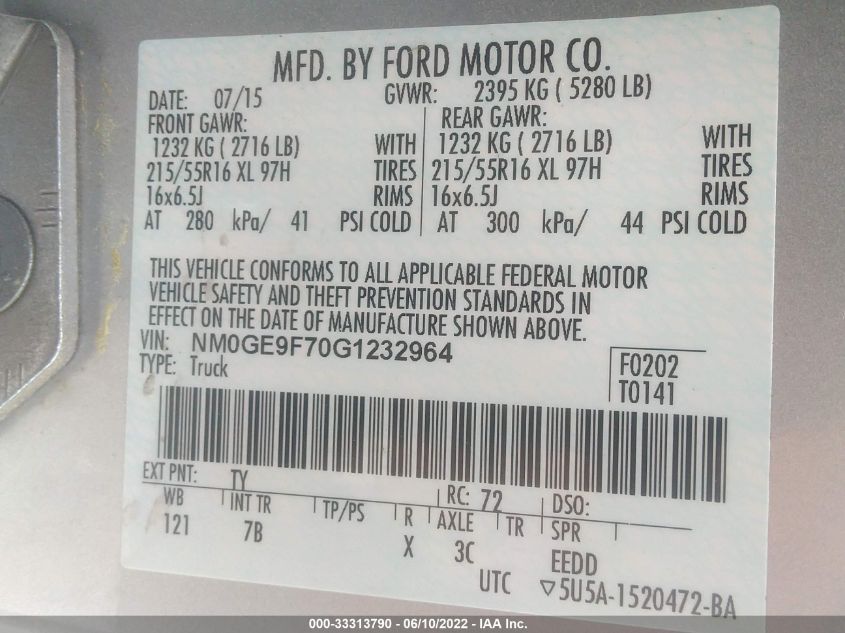 MFD. BY FORD MOTOR CO.
DATE: 07/15 GVWR: 2395 KG ( 5280 LB)
FRONT GAWR: REAR GAWR:
1232 KG ( 2716 LB) WITH 1232 KG ( 2716 LB) WITH
215/55R16 XL 97H TIRES 215/55R16 XL 97H TIRES
16x6.5J RIMS 16x6.5J RIMS
AT 280 kPa/ 41 PSI COLD AT 300 kPa/ 44 PSI COLD
THIS VEHICLE CONFORMS TO ALL APPLICABLE FEDERAL MOTOR
VEHICLE SAFETY AND THEFT PREVENTION STANDARDS IN
EFFECT ON THE DATE OF MANUFACTURE SHOWN ABOVE.
VIN: NM0GE9F70G1232964
TYPE: Truck
F0202
T0141
EXT PNT: TY RC: 72 DSO:
WB INT TR TP/PS R AXLE TR SPR
121 7B X 3C EEDD
UTC ▽5U5A-1520472-BA
000-33313790 - 06/10/2022 - IAA Inc.